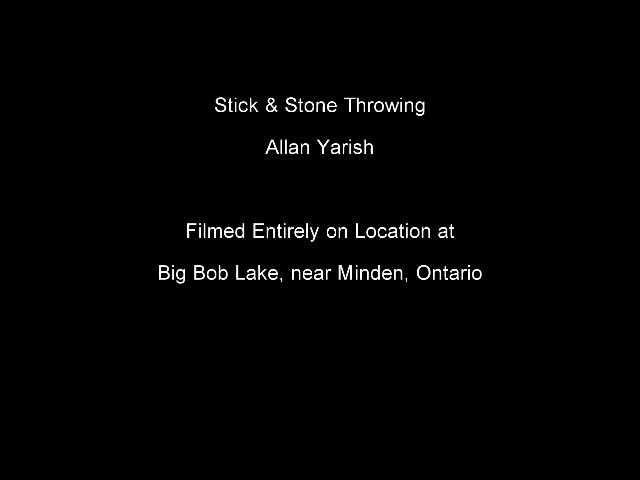 Stick & Stone Throwing
Allan Yarish
Filmed Entirely on Location at
Big Bob Lake, near Minden, Ontario